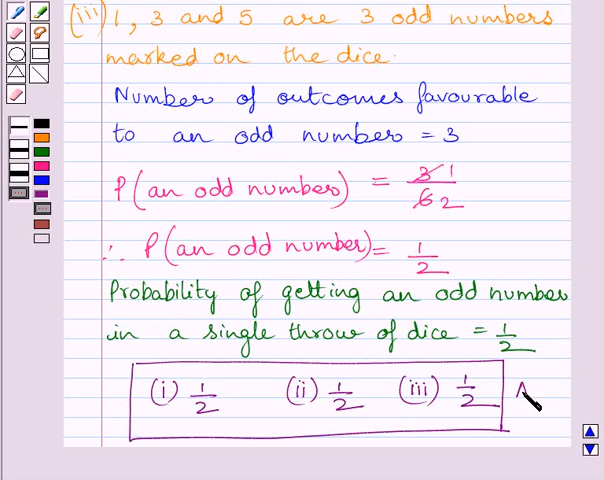 (iii) 1, 3 and 5 are 3 odd numbers
marked on the dice.
Number of outcomes favourable
to an odd number = 3
P(an odd number) = 3 1/6 2
∴ P(an odd number) = 1/2
Probability of getting an odd number
in a single throw of dice = 1/2
(i) 1/2 (ii) 1/2 (iii) 1/2